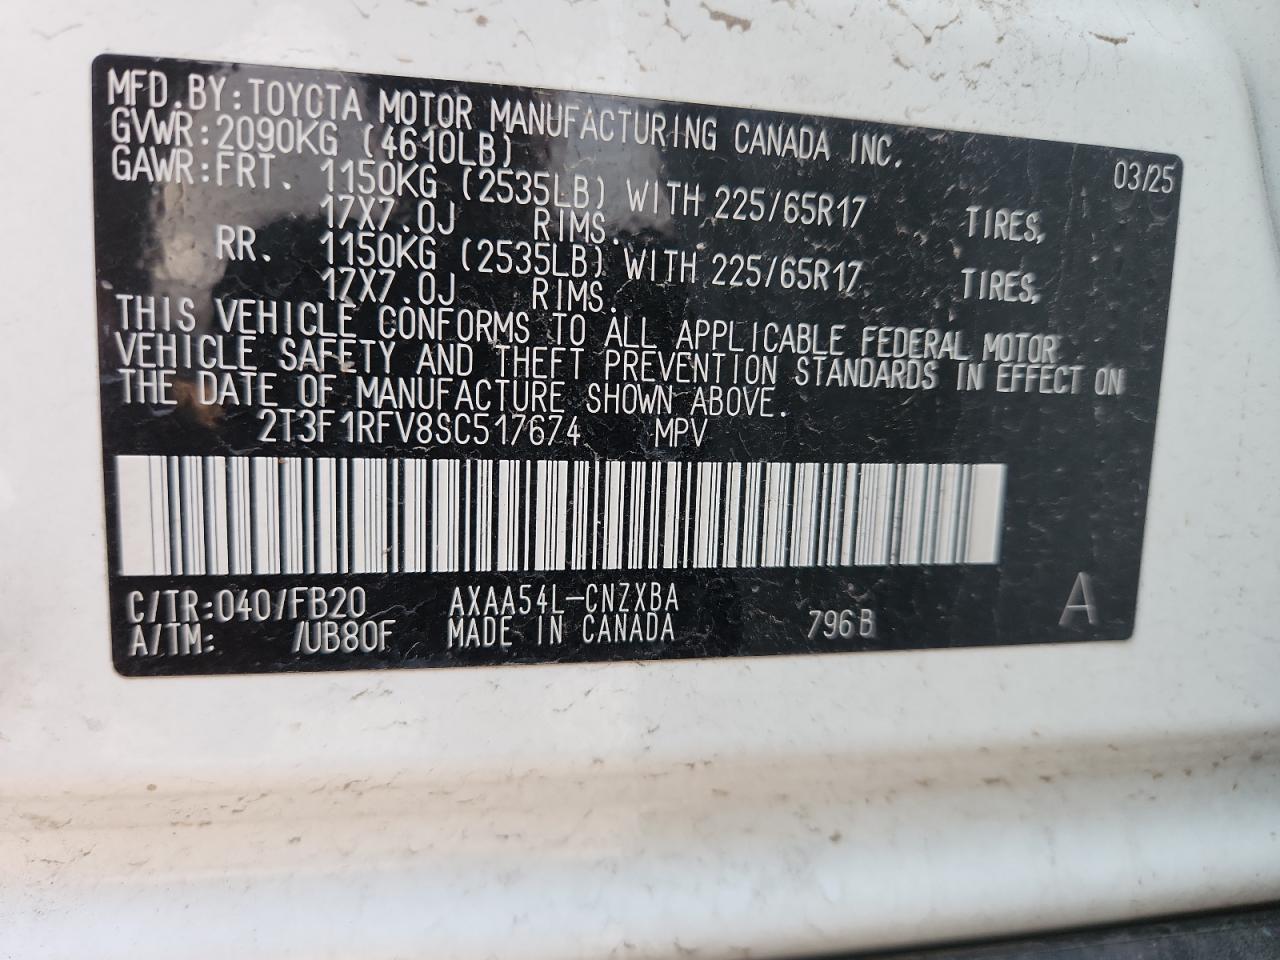 MFD.BY:TOYOTA MOTOR MANUFACTURING CANADA INC.
GVWR:2090KG (4610LB) 03/25
GAWR:FRT. 1150KG (2535LB) WITH 225/65R17 TIRES,
17X7.0J RIMS.
RR. 1150KG (2535LB) WITH 225/65R17 TIRES,
17X7.0J RIMS.
THIS VEHICLE CONFORMS TO ALL APPLICABLE FEDERAL MOTOR
VEHICLE SAFETY AND THEFT PREVENTION STANDARDS IN EFFECT ON
THE DATE OF MANUFACTURE SHOWN ABOVE.
2T3F1RFV8SC517674 MPV
C/TR:040/FB20 AXAA54L-CNZXBA
A/TM: /UB80F MADE IN CANADA 796B A